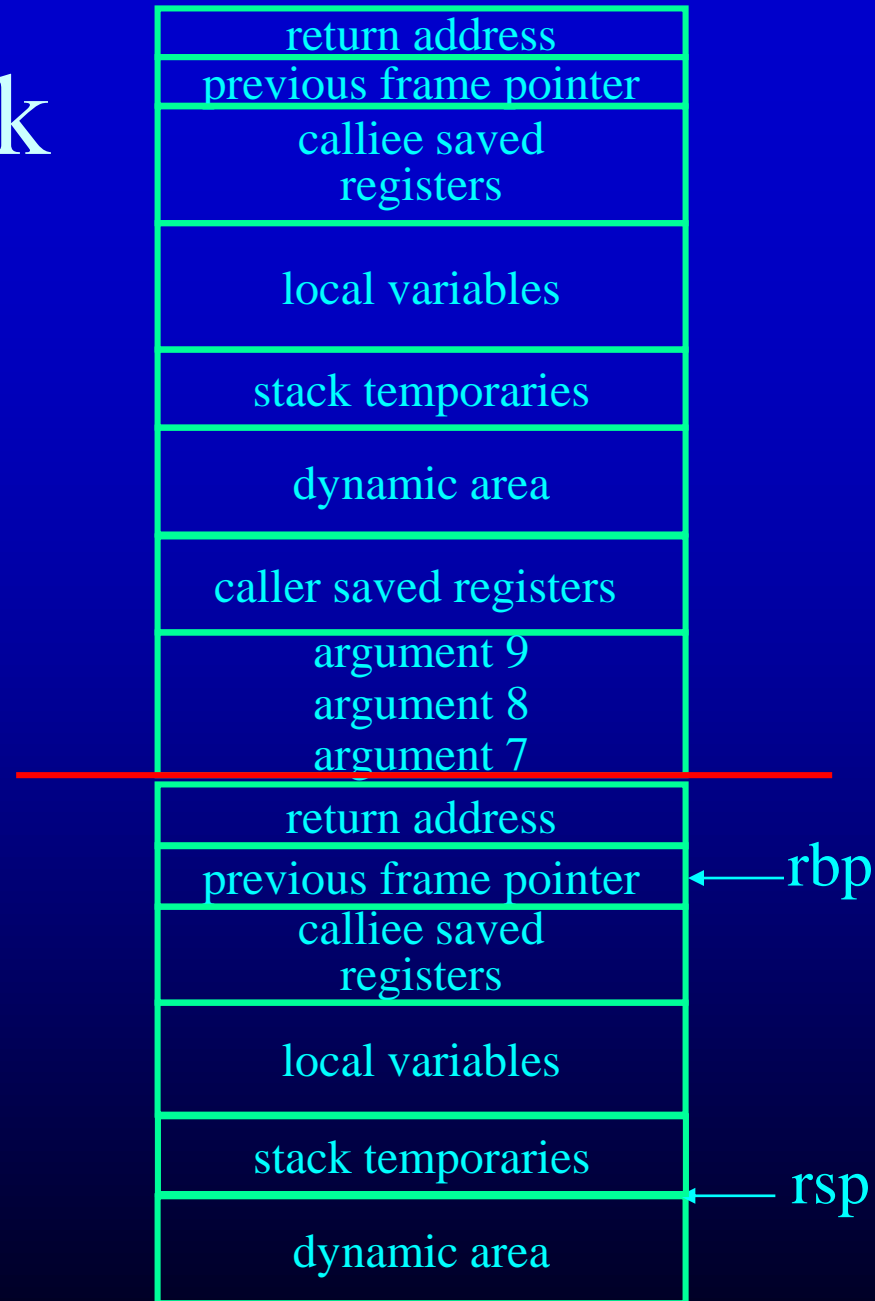 k
return address
previous frame pointer
calliee saved
registers
local variables
stack temporaries
dynamic area
caller saved registers
argument 9
argument 8
argument 7
return address
previous frame pointer
rbp
calliee saved
registers
local variables
stack temporaries
rsp
dynamic area